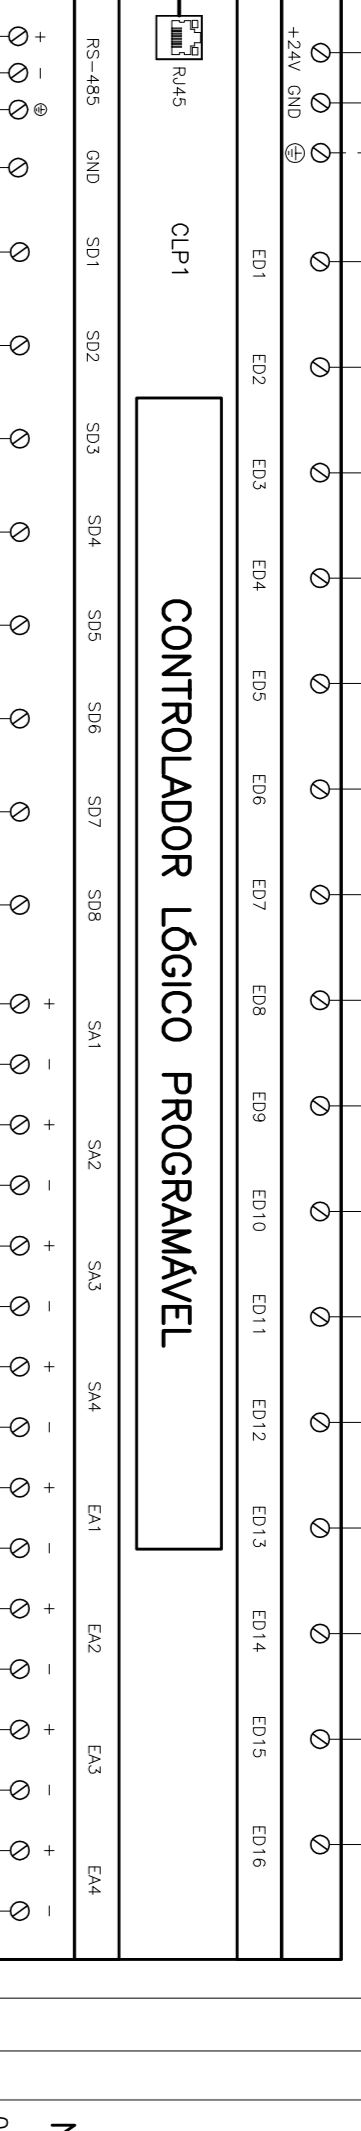 +24V GND
ED1 ED2 ED3 ED4 ED5 ED6 ED7 ED8 ED9 ED10 ED11 ED12 ED13 ED14 ED15 ED16
RJ45
CLP1
CONTROLADOR LÓGICO PROGRAMÁVEL
RS-485 GND SD1 SD2 SD3 SD4 SD5 SD6 SD7 SD8 SA1 SA2 SA3 SA4 EA1 EA2 EA3 EA4
+ - + - + - + - + - + - + - + - + -